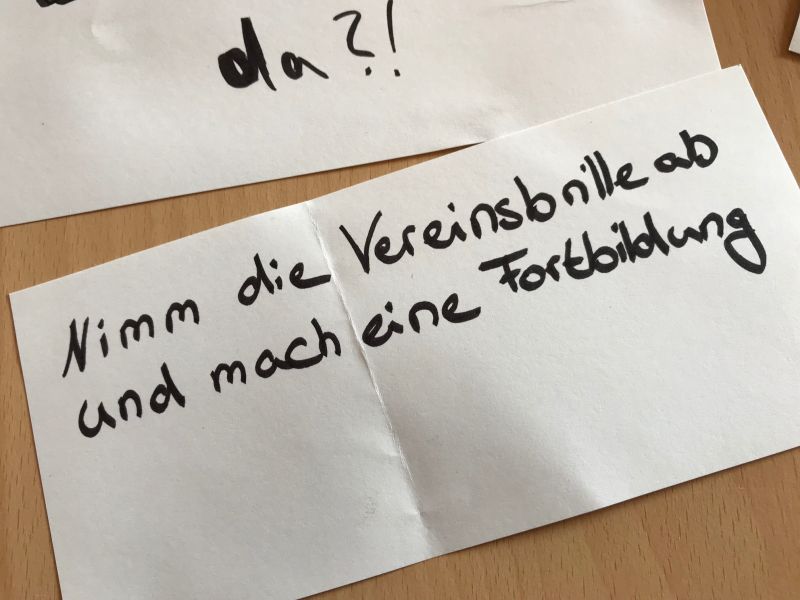 da?!
Nimm die Vereinsbrille ab
und mach eine Fortbildung